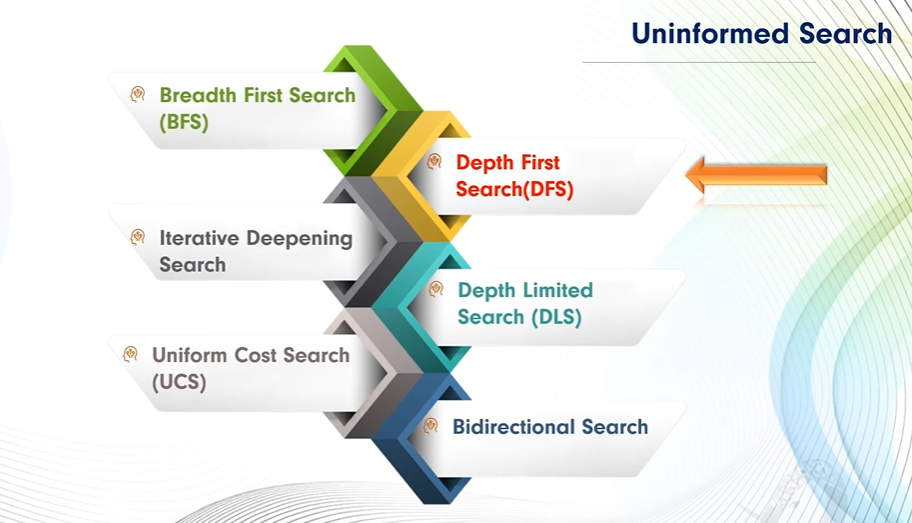 Uninformed Search
Breadth First Search
(BFS)
Depth First
Search(DFS)
Iterative Deepening
Search
Depth Limited
Search (DLS)
Uniform Cost Search
(UCS)
Bidirectional Search